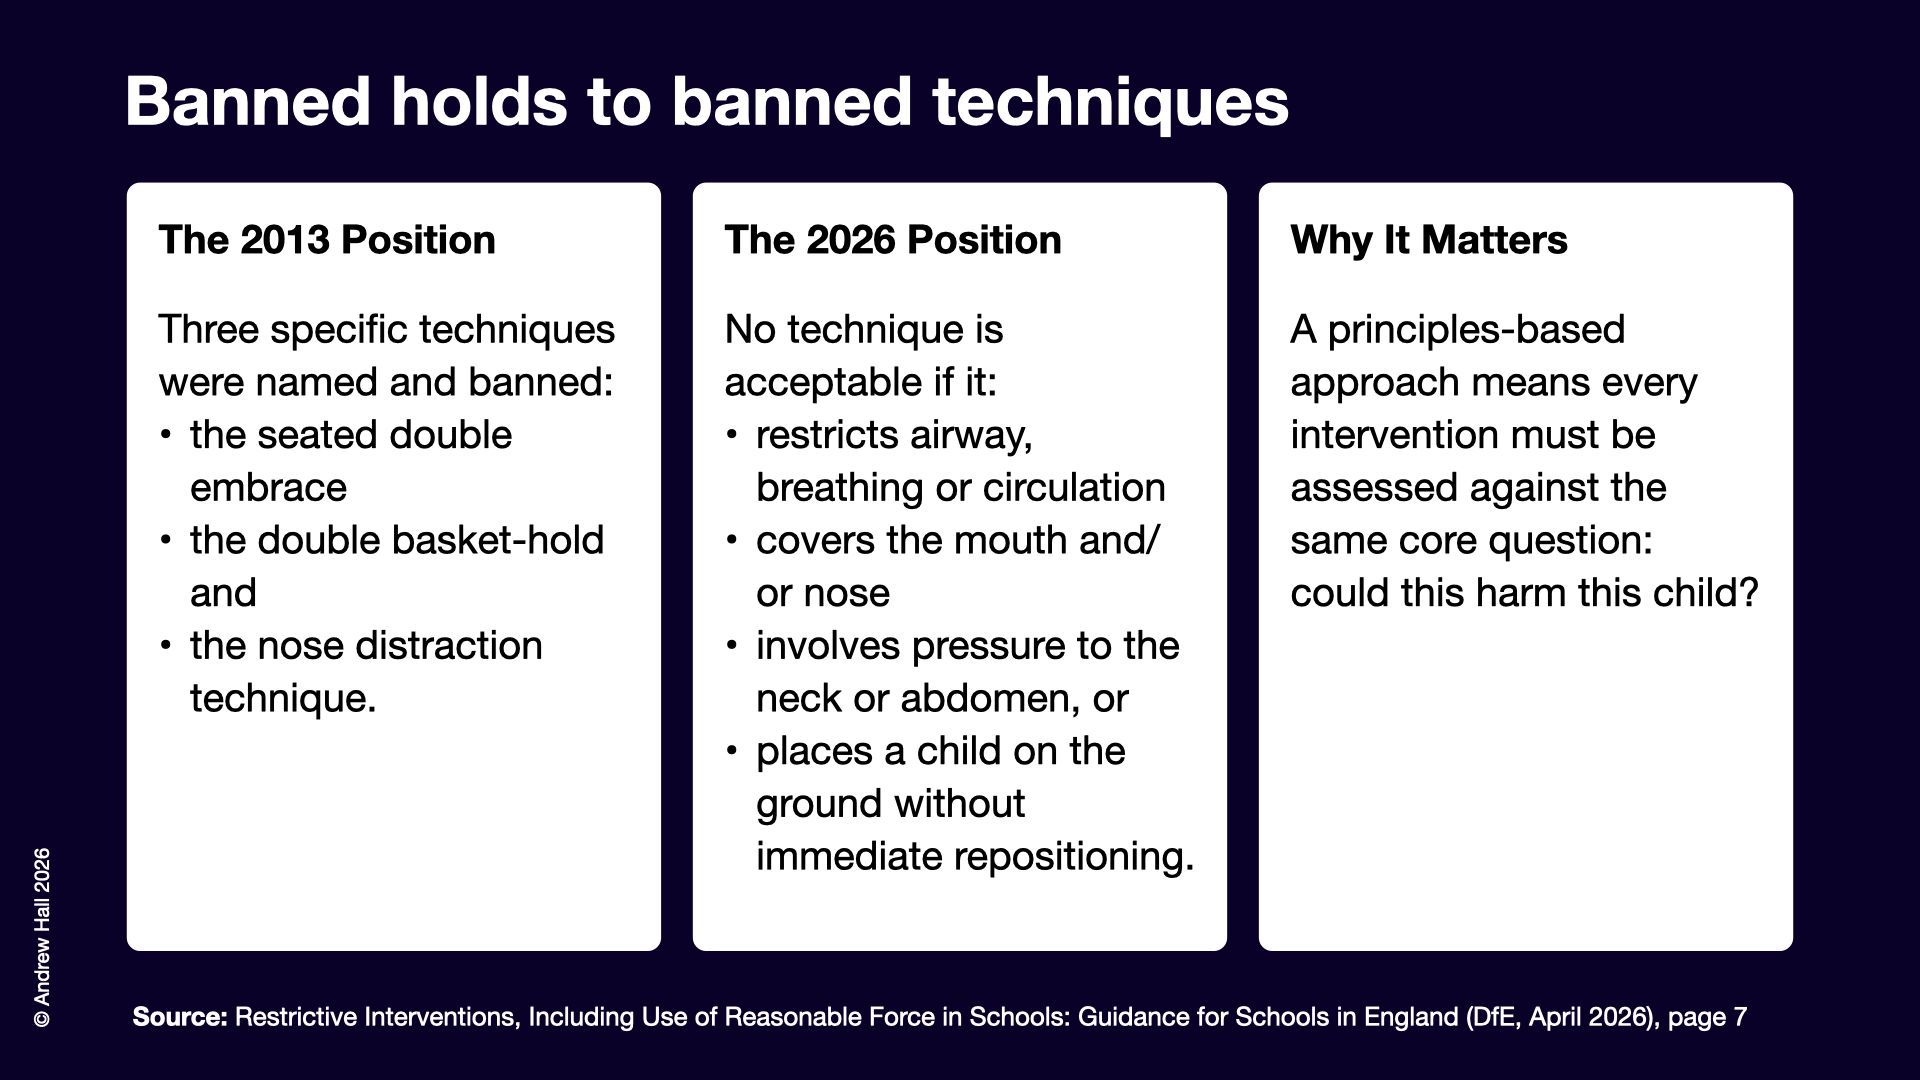 Banned holds to banned techniques
The 2013 Position
Three specific techniques
were named and banned:
• the seated double
embrace
• the double basket-hold
and
• the nose distraction
technique.
The 2026 Position
No technique is
acceptable if it:
• restricts airway,
breathing or circulation
• covers the mouth and/
or nose
• involves pressure to the
neck or abdomen, or
• places a child on the
ground without
immediate repositioning.
Why It Matters
A principles-based
approach means every
intervention must be
assessed against the
same core question:
could this harm this child?
© Andrew Hall 2026
Source: Restrictive Interventions, Including Use of Reasonable Force in Schools: Guidance for Schools in England (DfE, April 2026), page 7